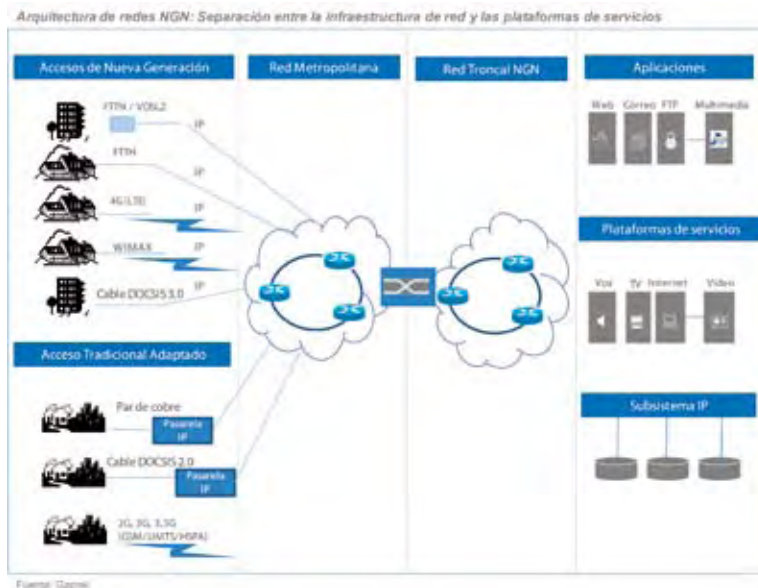 Arquitectura de redes NGN: Separación entre la infraestructura de red y las plataformas de servicios
Accesos de Nueva Generación
Red Metropolitana
Red Troncal NGN
Aplicaciones
FTTH / VDSL2
IP
FTTH
IP
4G (LTE)
IP
WIMAX
IP
Cable DOCSIS 3.0
IP
Web Correo FTP Multimedia
Plataformas de servicios
Voz TV Internet Video
Acceso Tradicional Adaptado
Par de cobre
Pasarela
IP
Cable DOCSIS 2.0
Pasarela
IP
2G, 3G, 3,5G
(GSM/UMTS/HSPA)
Subsistema IP